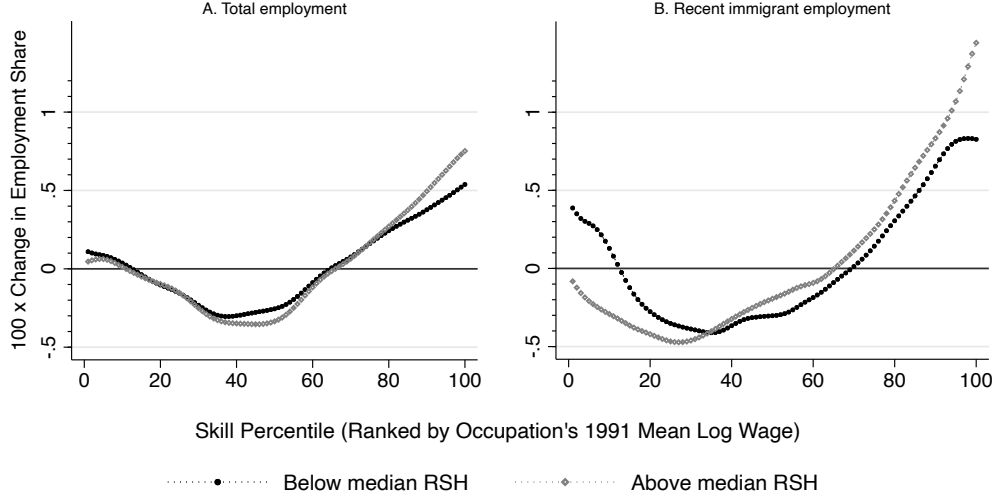 A. Total employment
B. Recent immigrant employment
100 x Change in Employment Share
1
.5
0
-.5
0 20 40 60 80 100
1
.5
0
-.5
0 20 40 60 80 100
Skill Percentile (Ranked by Occupation's 1991 Mean Log Wage)
Below median RSH
Above median RSH